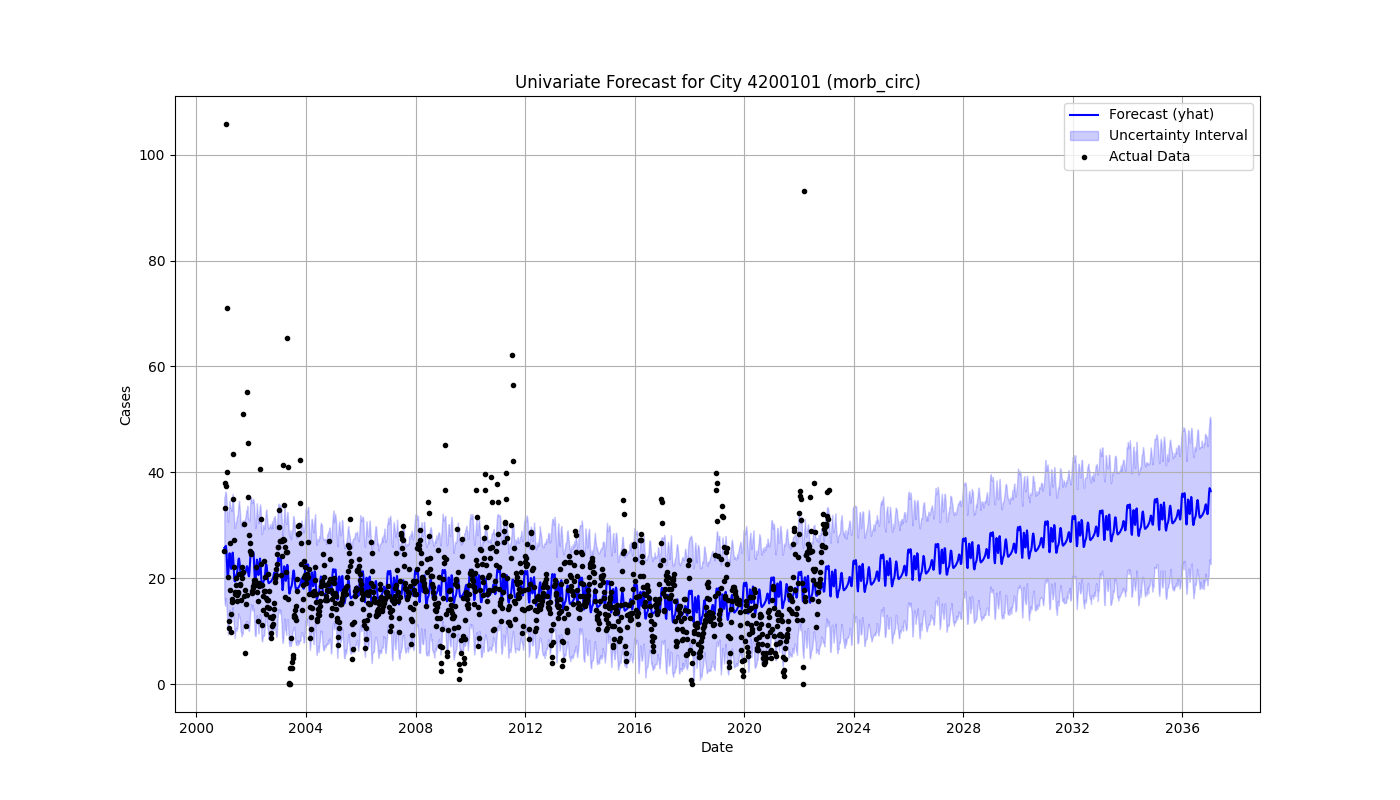 Univariate Forecast for City 4200101 (morb_circ)
Forecast (yhat)
Uncertainty Interval
Actual Data
100
80
60
40
20
0
Cases
2000 2004 2008 2012 2016 2020 2024 2028 2032 2036
Date